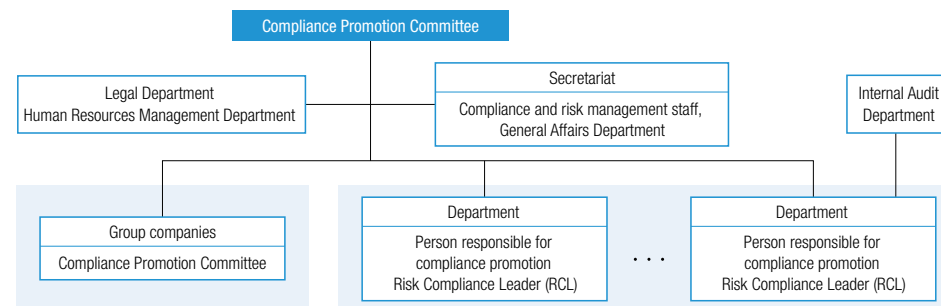 Compliance Promotion Committee
Legal Department
Human Resources Management Department
Secretariat
Compliance and risk management staff,
General Affairs Department
Internal Audit
Department
Group companies
Compliance Promotion Committee
Department
Person responsible for
compliance promotion
Risk Compliance Leader (RCL)
...
Department
Person responsible for
compliance promotion
Risk Compliance Leader (RCL)